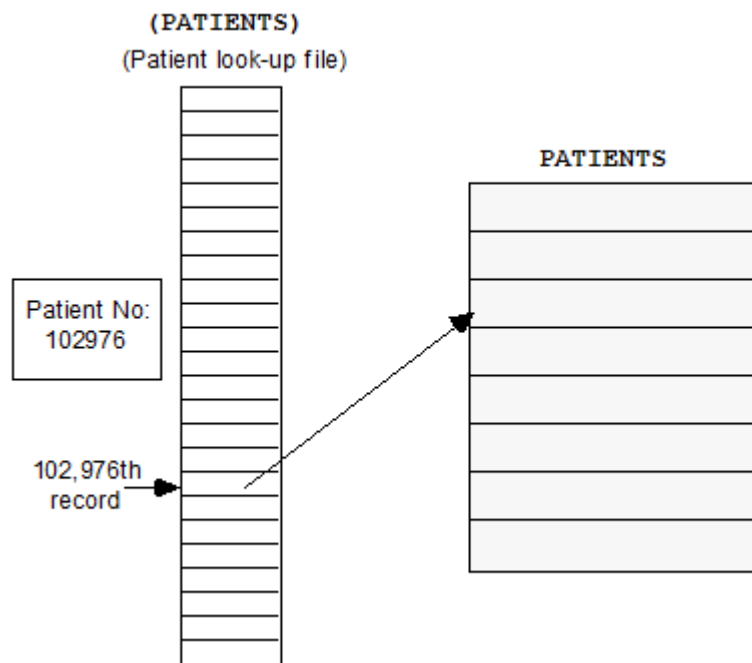 (PATIENTS)
(Patient look-up file)
PATIENTS
Patient No:
102976
102,976th
record